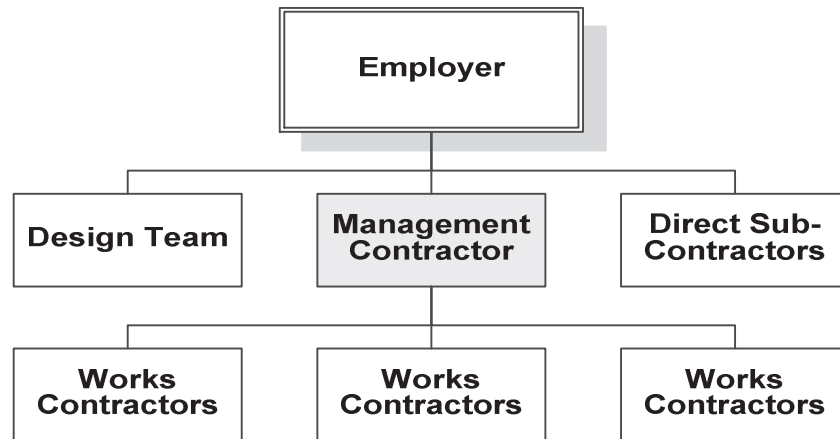 Employer
Design Team
Management
Contractor
Direct Sub-
Contractors
Works
Contractors
Works
Contractors
Works
Contractors